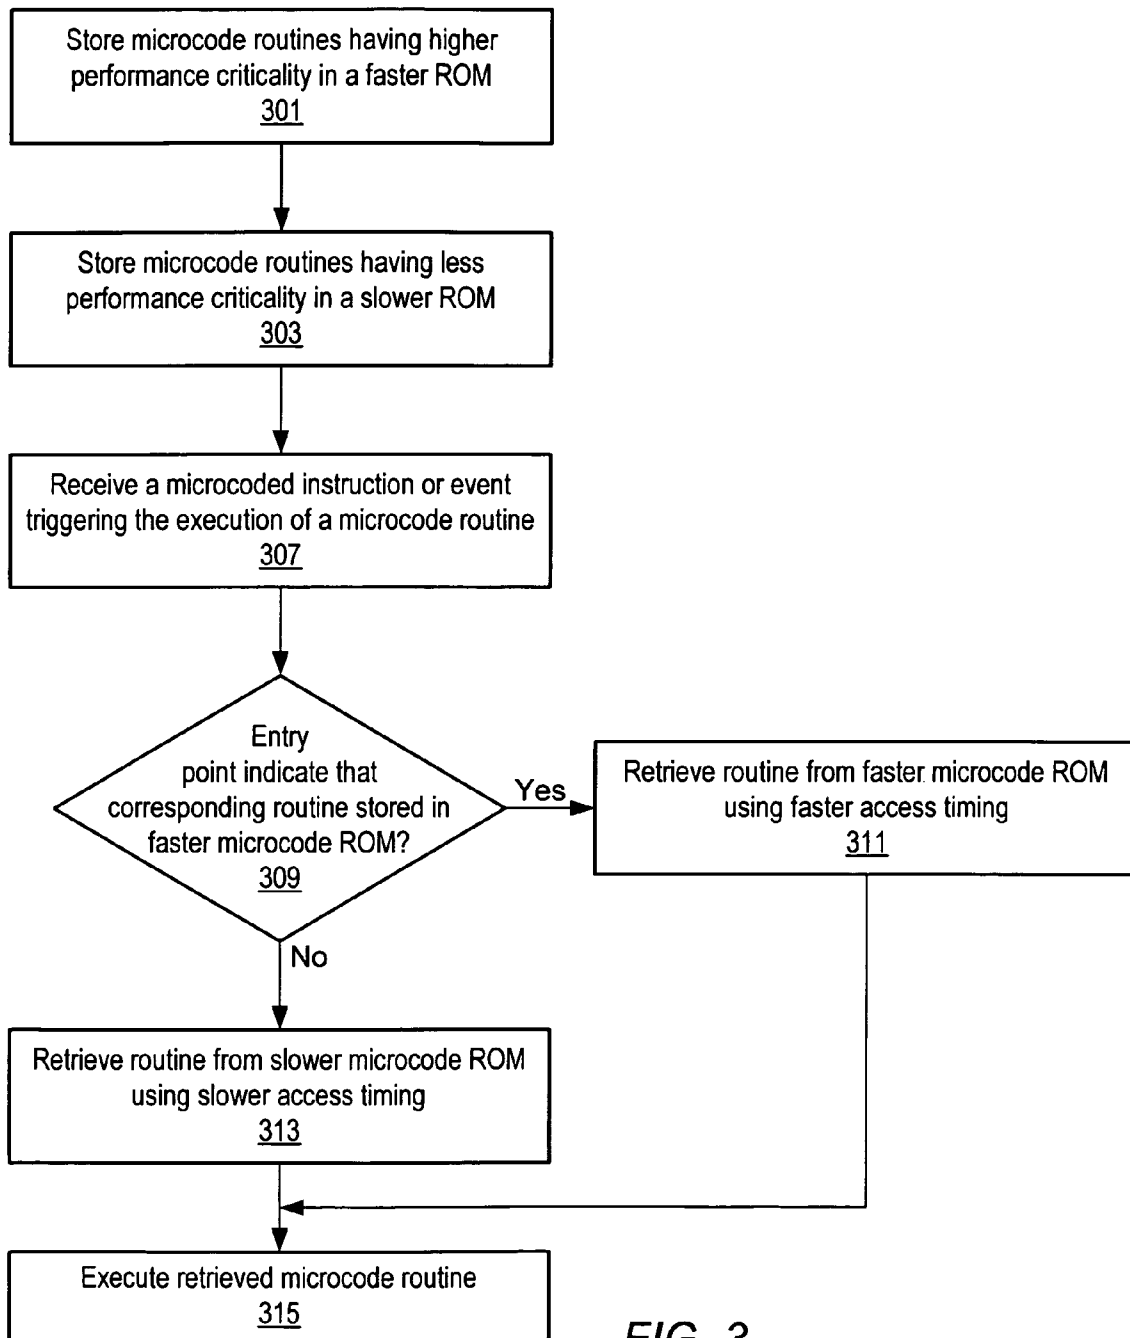 Store microcode routines having higher
performance criticality in a faster ROM
301
Store microcode routines having less
performance criticality in a slower ROM
303
Receive a microcoded instruction or event
triggering the execution of a microcode routine
307
Entry
point indicate that
corresponding routine stored in
faster microcode ROM?
309
Yes
Retrieve routine from faster microcode ROM
using faster access timing
311
No
Retrieve routine from slower microcode ROM
using slower access timing
313
Execute retrieved microcode routine
315
FIG. 3